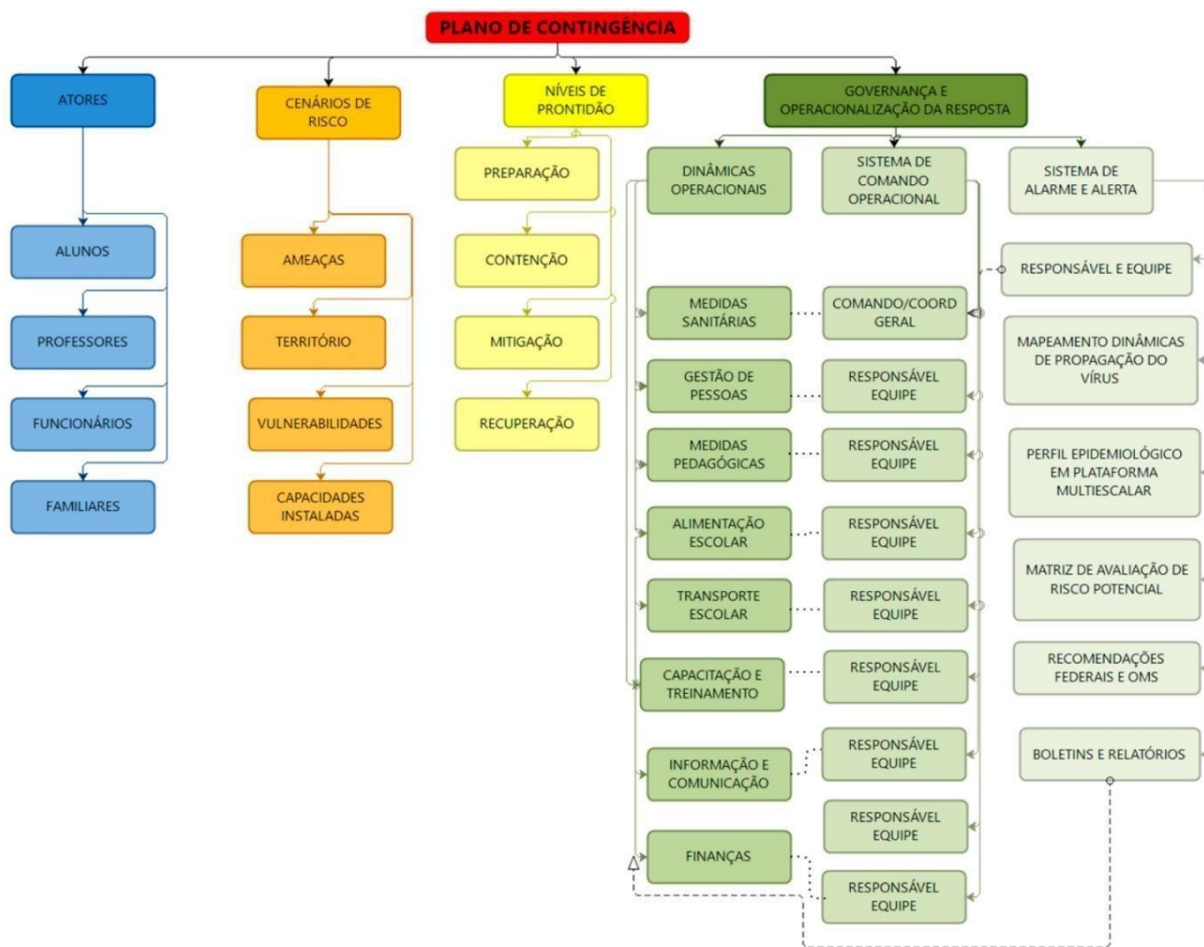 PLANO DE CONTINGÊNCIA
ATORES
ALUNOS
PROFESSORES
FUNCIONÁRIOS
FAMILIARES
CENÁRIOS DE
RISCO
AMEAÇAS
TERRITÓRIO
VULNERABILIDADES
CAPACIDADES
INSTALADAS
NÍVEIS DE
PRONTIDÃO
PREPARAÇÃO
CONTENÇÃO
MITIGAÇÃO
RECUPERAÇÃO
GOVERNANÇA E
OPERACIONALIZAÇÃO DA RESPOSTA
DINÂMICAS
OPERACIONAIS
MEDIDAS
SANITÁRIAS
GESTÃO DE
PESSOAS
MEDIDAS
PEDAGÓGICAS
ALIMENTAÇÃO
ESCOLAR
TRANSPORTE
ESCOLAR
CAPACITAÇÃO E
TREINAMENTO
INFORMAÇÃO E
COMUNICAÇÃO
FINANÇAS
SISTEMA DE
COMANDO
OPERACIONAL
COMANDO/COORD
GERAL
RESPONSÁVEL
EQUIPE
RESPONSÁVEL
EQUIPE
RESPONSÁVEL
EQUIPE
RESPONSÁVEL
EQUIPE
RESPONSÁVEL
EQUIPE
RESPONSÁVEL
EQUIPE
RESPONSÁVEL
EQUIPE
RESPONSÁVEL
EQUIPE
SISTEMA DE
ALARME E ALERTA
RESPONSÁVEL E EQUIPE
MAPEAMENTO DINÂMICAS
DE PROPAGAÇÃO DO
VÍRUS
PERFIL EPIDEMIOLÓGICO
EM PLATAFORMA
MULTIESCALAR
MATRIZ DE AVALIAÇÃO DE
RISCO POTENCIAL
RECOMENDAÇÕES
FEDERAIS E OMS
BOLETINS E RELATÓRIOS